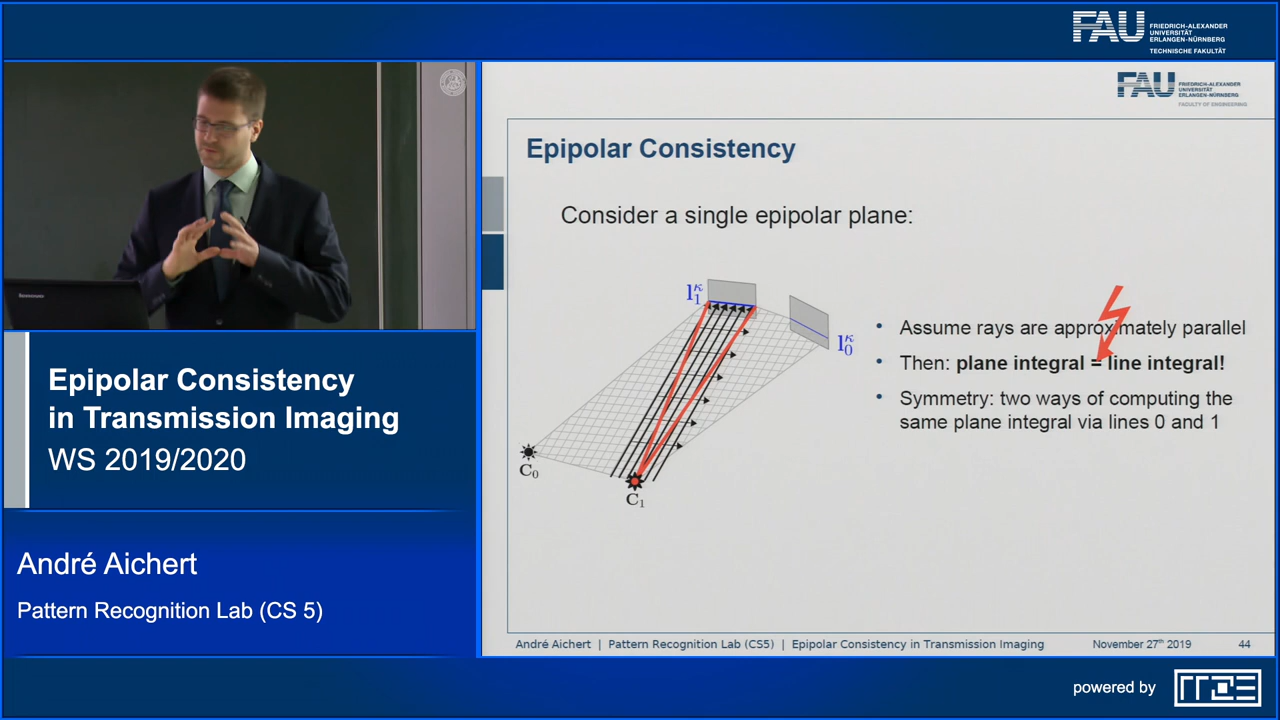 FAU
FRIEDRICH-ALEXANDER
UNIVERSITÄT
ERLANGEN-NÜRNBERG
TECHNISCHE FAKULTÄT
FAU
FRIEDRICH-ALEXANDER
UNIVERSITÄT
ERLANGEN-NÜRNBERG
FACULTY OF ENGINEERING
Epipolar Consistency
Consider a single epipolar plane:
l₁^κ
l₀^κ
C₀
C₁
• Assume rays are approximately parallel
• Then: plane integral = line integral!
• Symmetry: two ways of computing the
same plane integral via lines 0 and 1
André Aichert | Pattern Recognition Lab (CS5) | Epipolar Consistency in Transmission Imaging
November 27th 2019
44
lenovo
Epipolar Consistency
in Transmission Imaging
WS 2019/2020
André Aichert
Pattern Recognition Lab (CS 5)
powered by
rrze